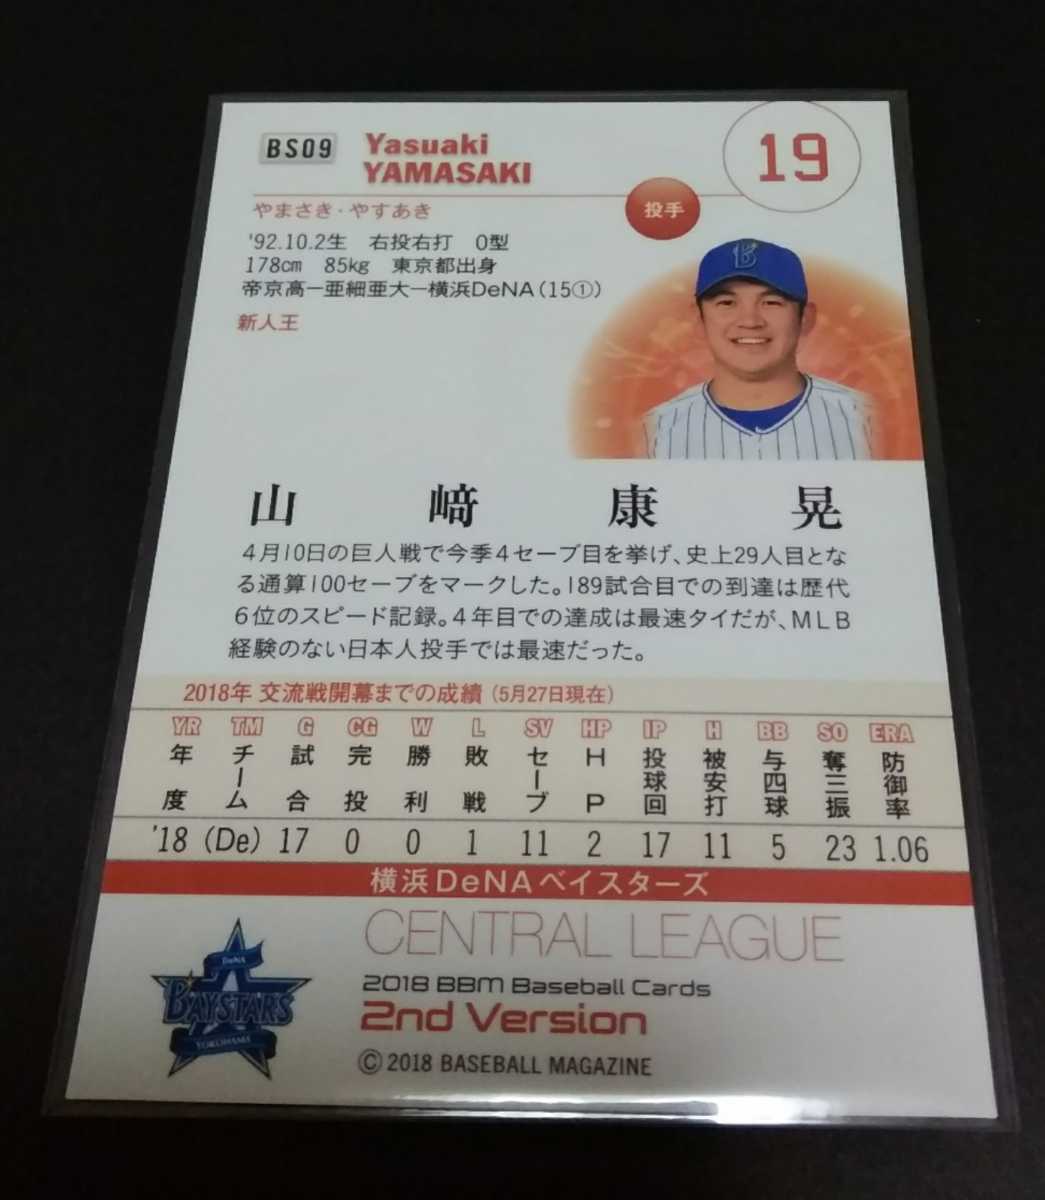 BS09
Yasuaki
YAMASAKI
19
投手
やまさき・やすあき
'92.10.2生 右投右打 O型
178cm 85kg 東京都出身
帝京高ー亜細亜大ー横浜DeNA(15①)
新人王
B
山﨑康晃
4月10日の巨人戦で今季4セーブ目を挙げ、史上29人目とな
る通算100セーブをマークした。189試合目での到達は歴代
6位のスピード記録。4年目での達成は最速タイだが、MLB
経験のない日本人投手では最速だった。
2018年 交流戦開幕までの成績 (5月27日現在)
YR TM G CG W L SV HP IP H BB SO ERA
年度 チーム 試合 完投 勝利 敗戦 セーブ HP 投球回 被安打 与四球 奪三振 防御率
'18 (De) 17 0 0 1 11 2 17 11 5 23 1.06
横浜DeNAベイスターズ
CENTRAL LEAGUE
2018 BBM Baseball Cards
2nd Version
© 2018 BASEBALL MAGAZINE
DeNA
BAYSTARS
YOKOHAMA